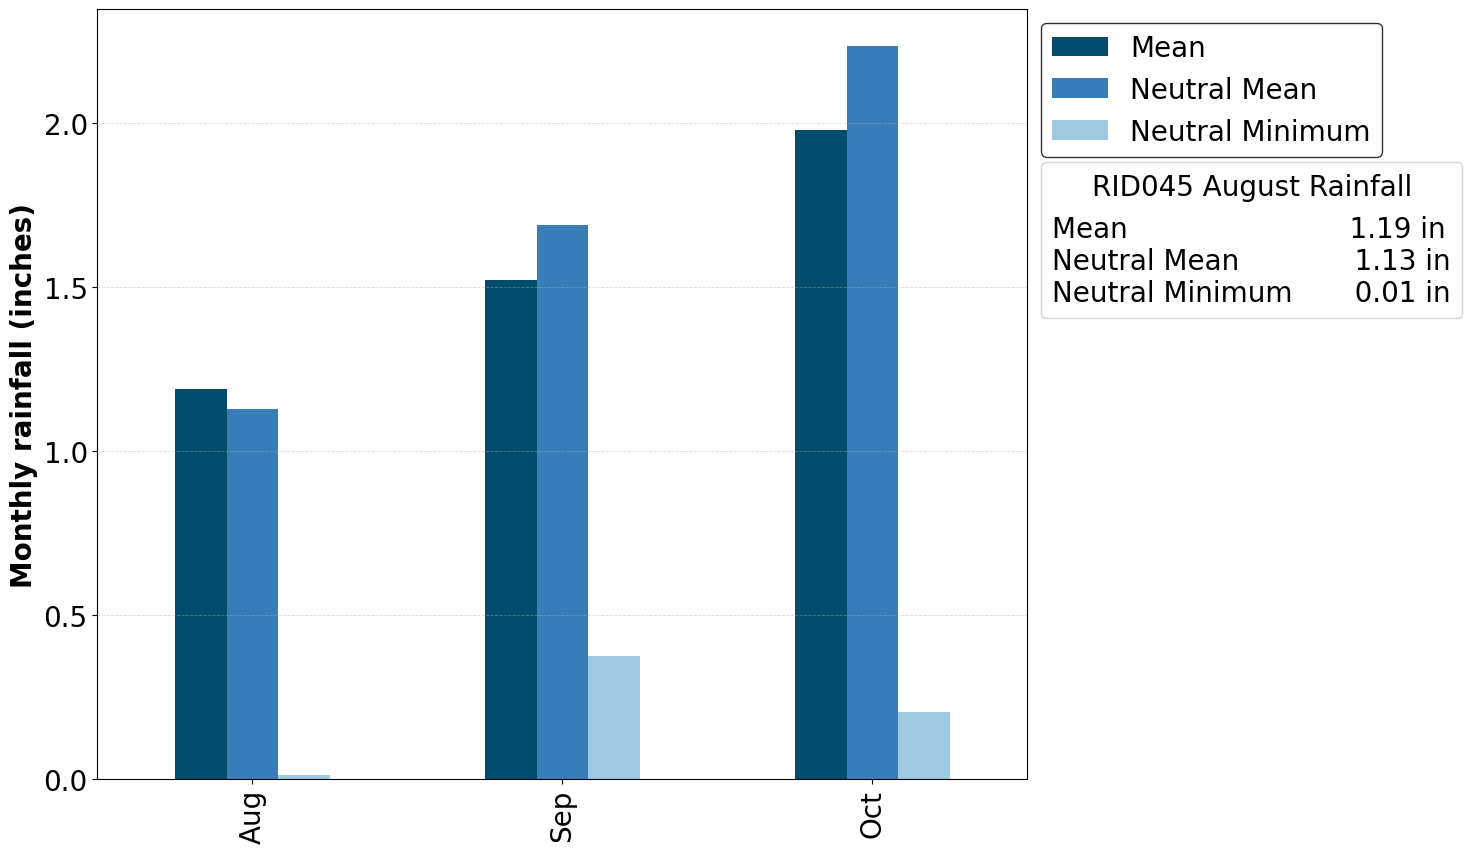 Monthly rainfall (inches)
2.0
1.5
1.0
0.5
0.0
Aug
Sep
Oct
Mean
Neutral Mean
Neutral Minimum
RID045 August Rainfall
Mean 1.19 in
Neutral Mean 1.13 in
Neutral Minimum 0.01 in